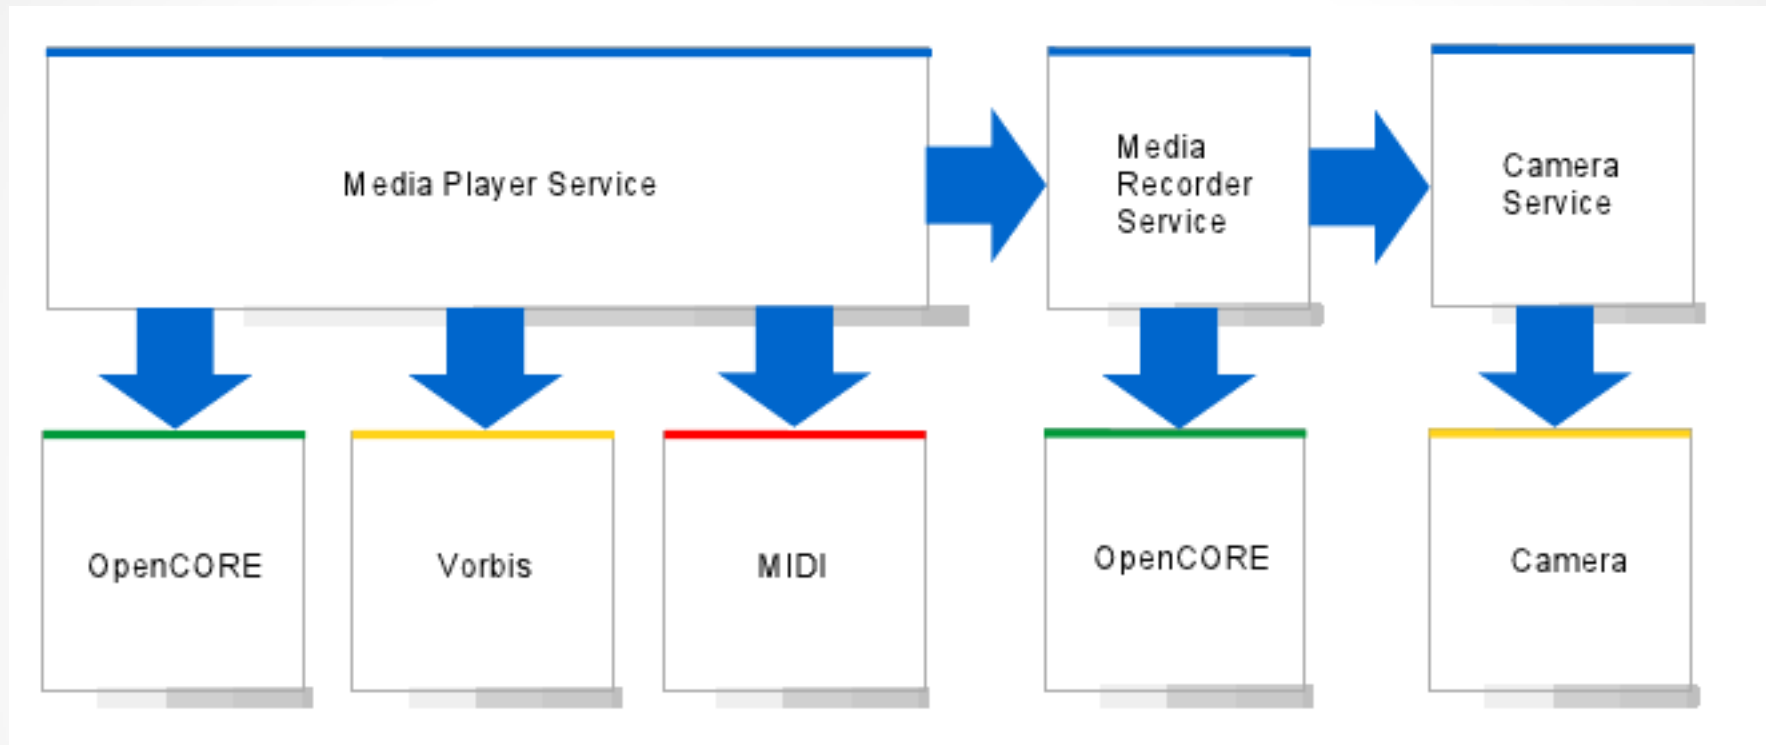 Media Player Service
Media
Recorder
Service
Camera
Service
OpenCORE
Vorbis
MIDI
OpenCORE
Camera